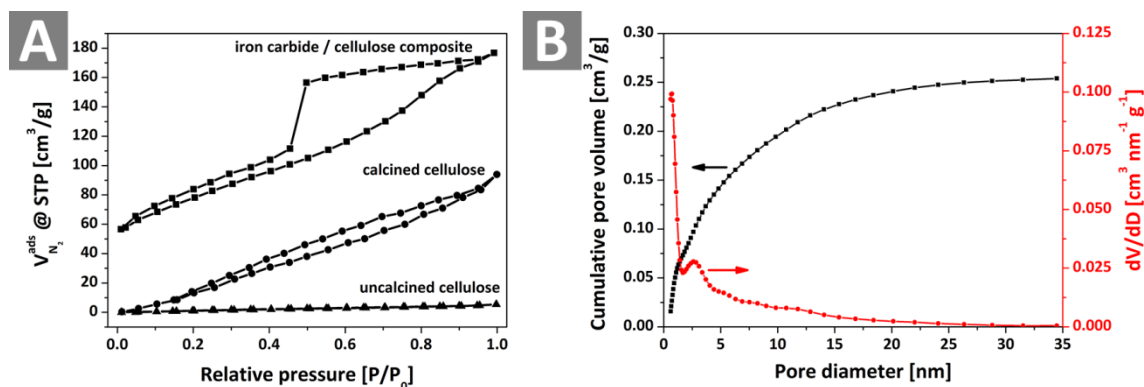 A
V_N2^ads @ STP [cm³/g]
180
160
140
120
100
80
60
40
20
0
iron carbide / cellulose composite
calcined cellulose
uncalcined cellulose
0.0 0.2 0.4 0.6 0.8 1.0
Relative pressure [P/P₀]
B
Cumulative pore volume [cm³/g]
0.30
0.25
0.20
0.15
0.10
0.05
0.00
0.125
0.100
0.075
0.050
0.025
0.000
dV/dD [cm³ nm⁻¹ g⁻¹]
0 5 10 15 20 25 30 35
Pore diameter [nm]